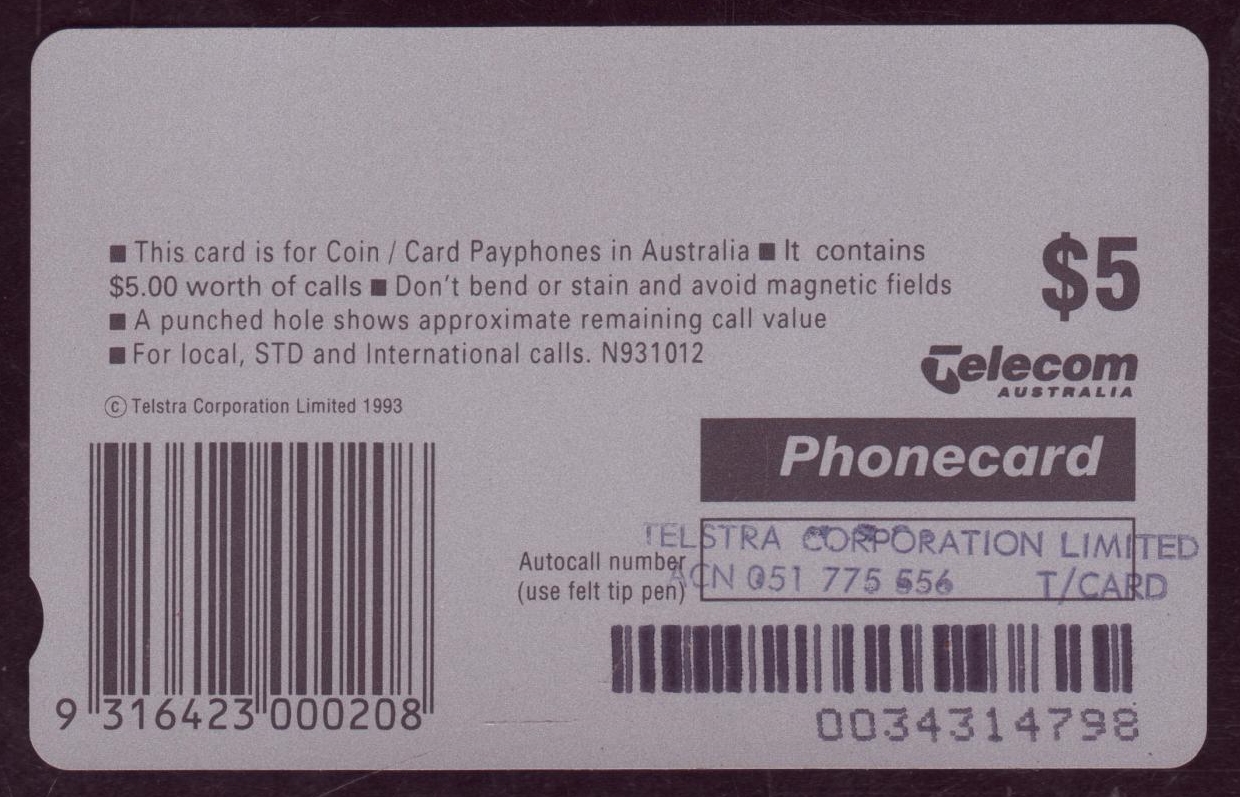 ■ This card is for Coin / Card Payphones in Australia ■ It contains
$5.00 worth of calls ■ Don't bend or stain and avoid magnetic fields
■ A punched hole shows approximate remaining call value
■ For local, STD and International calls. N931012
$5
Telecom
AUSTRALIA
© Telstra Corporation Limited 1993
Phonecard
TELSTRA CORPORATION LIMITED
Autocall number
ACN 051 775 556 T/CARD
(use felt tip pen)
9 316423 000208
0034314798